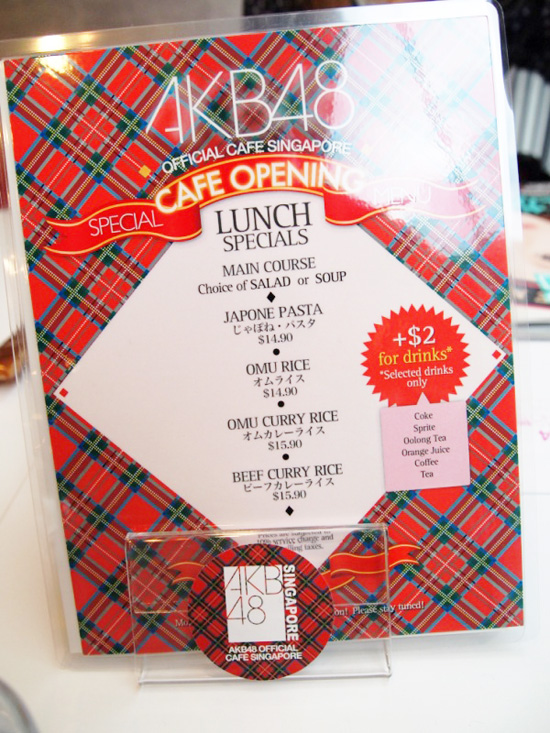 AKB48
OFFICIAL CAFE SINGAPORE
CAFE OPENING
SPECIAL MENU
LUNCH
SPECIALS
MAIN COURSE
Choice of SALAD or SOUP
JAPONE PASTA
じゃぽね・パスタ
$14.90
OMU RICE
オムライス
$14.90
OMU CURRY RICE
オムカレーライス
$15.90
BEEF CURRY RICE
ビーフカレーライス
$15.90
+$2
for drinks*
*Selected drinks
only
Coke
Sprite
Oolong Tea
Orange Juice
Coffee
Tea
10% service charge and
taxes.
you! Please stay tuned!
AKB
48
SINGAPORE
AKB48 OFFICIAL
CAFE SINGAPORE